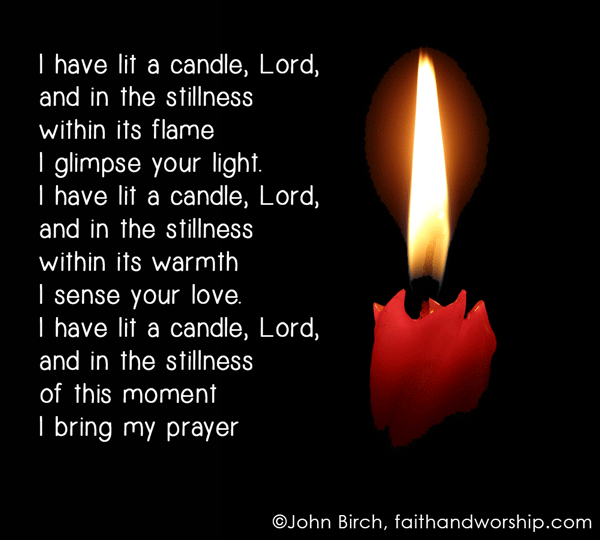 I have lit a candle, Lord,
and in the stillness
within its flame
I glimpse your light.
I have lit a candle, Lord,
and in the stillness
within its warmth
I sense your love.
I have lit a candle, Lord,
and in the stillness
of this moment
I bring my prayer
©John Birch, faithandworship.com